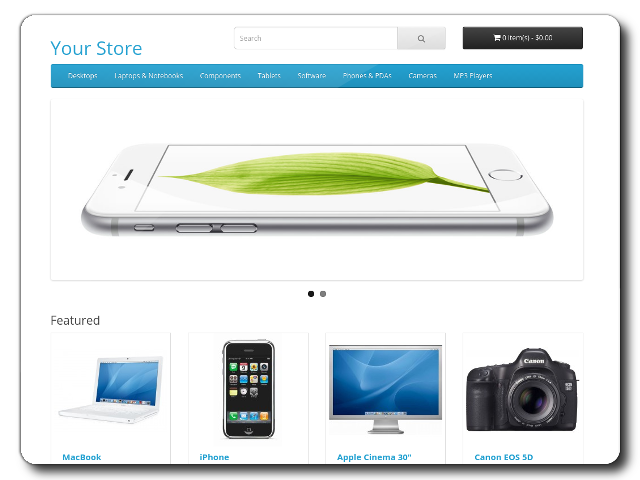 Your Store
Search
0 item(s) - $0.00
Desktops Laptops & Notebooks Components Tablets Software Phones & PDAs Cameras MP3 Players
Featured
Canon
MacBook
iPhone
Apple Cinema 30"
Canon EOS 5D